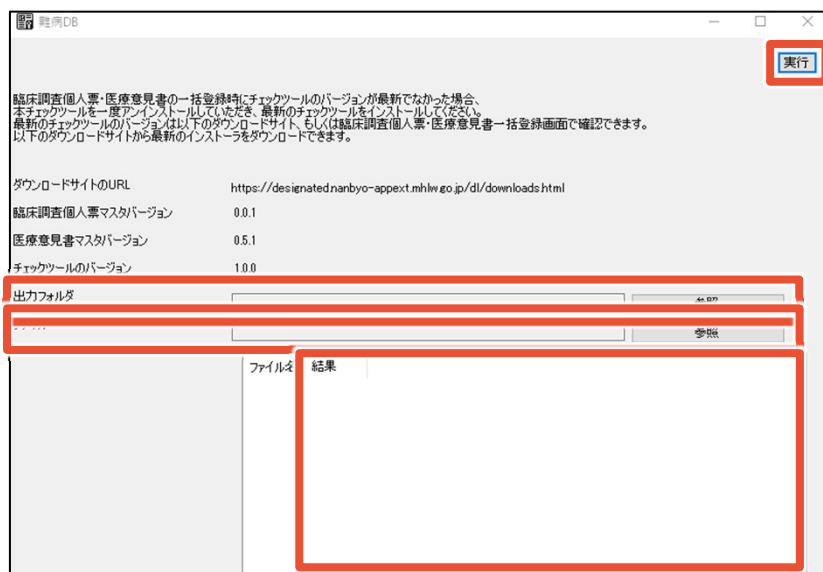 難病DB
実行
臨床調査個人票・医療意見書の一括登録時にチェックツールのバージョンが最新でなかった場合、
本チェックツールを一度アンインストールしていただき、最新のチェックツールをインストールしてください。
最新のチェックツールのバージョンは以下のダウンロードサイト、もしくは臨床調査個人票・医療意見書一括登録画面で確認できます。
以下のダウンロードサイトから最新のインストーラをダウンロードできます。
ダウンロードサイトのURL https://designated.nanbyo-appext.mhlw.go.jp/dl/downloads.html
臨床調査個人票マスタバージョン 0.0.1
医療意見書マスタバージョン 0.5.1
チェックツールのバージョン 1.0.0
出力フォルダ 参照
参照
ファイル名 結果